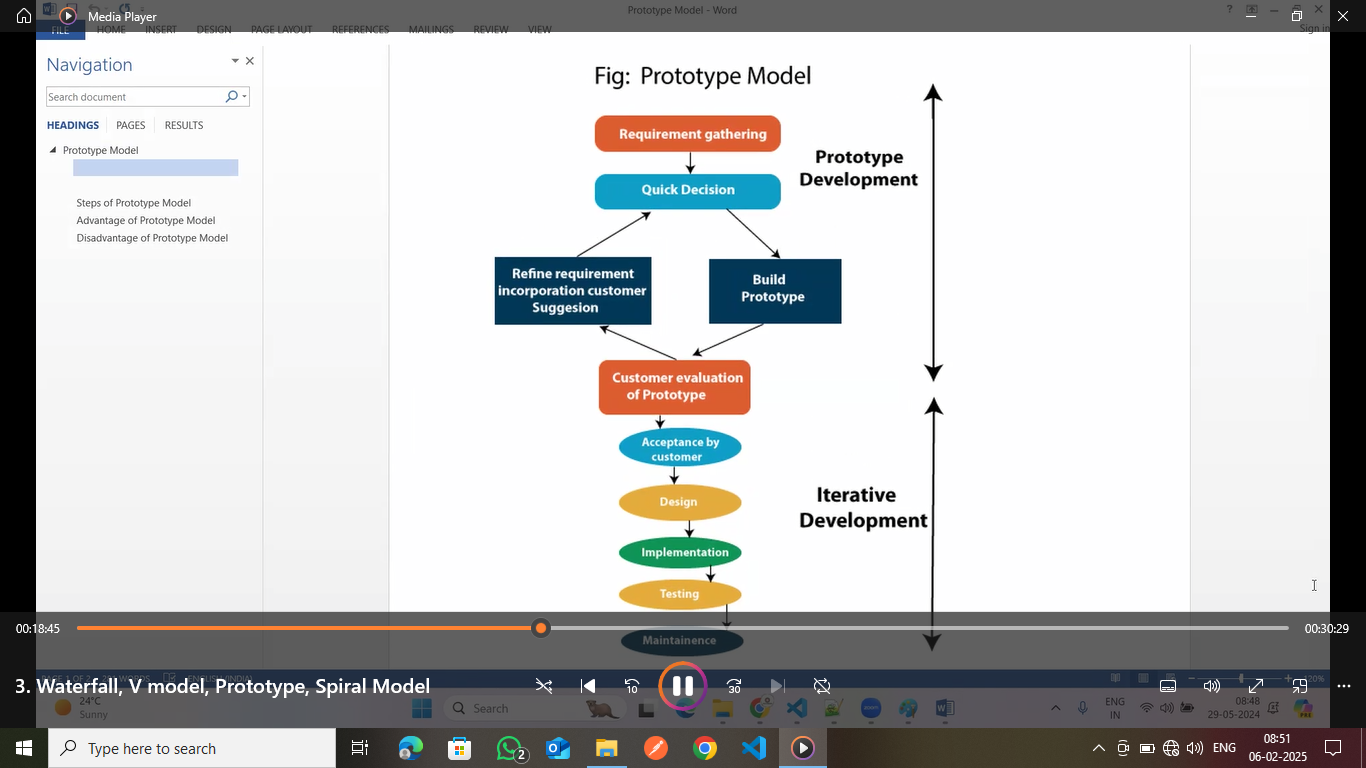 Media Player
Prototype Model - Word
Sign in
FILE HOME INSERT DESIGN PAGE LAYOUT REFERENCES MAILINGS REVIEW VIEW
Navigation
Search document
HEADINGS PAGES RESULTS
Prototype Model
Steps of Prototype Model
Advantage of Prototype Model
Disadvantage of Prototype Model
Fig: Prototype Model
Requirement gathering
Quick Decision
Prototype
Development
Refine requirement
incorporation customer
Suggesion
Build
Prototype
Customer evaluation
of Prototype
Acceptance by
customer
Design
Implementation
Testing
Maintainence
Iterative
Development
00:18:45
00:30:29
3. Waterfall, V model, Prototype, Spiral Model
10
30
120%
24°C
Sunny
Search
ENG
IN
08:48
29-05-2024
Type here to search
2
ENG
08:51
06-02-2025